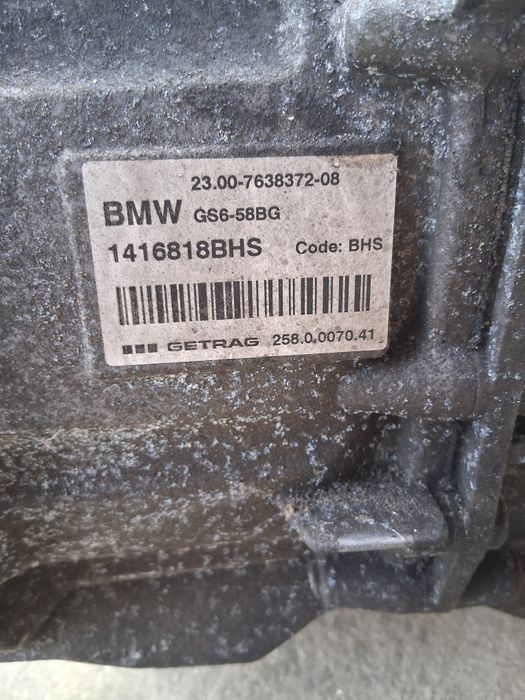 23.00-7638372-08
BMW GS6-58BG
1416818BHS Code: BHS
GETRAG 258.0.0070.41